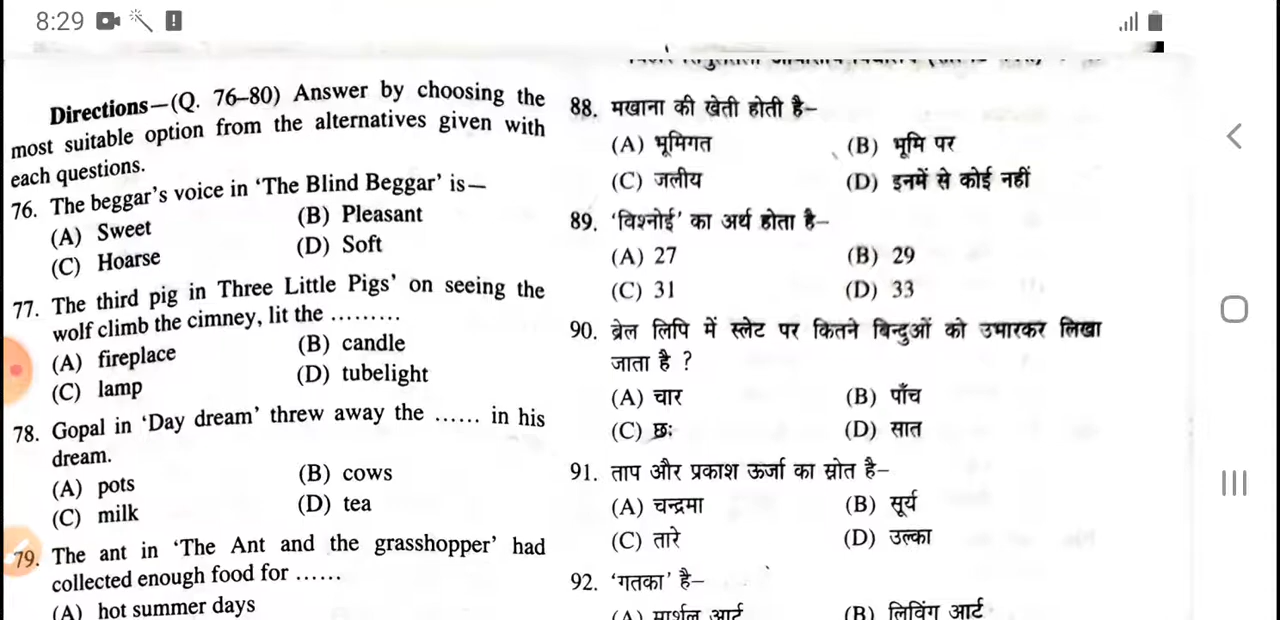 8:29
Directions—(Q. 76–80) Answer by choosing the
most suitable option from the alternatives given with
each questions.
76. The beggar's voice in 'The Blind Beggar' is—
(A) Sweet (B) Pleasant
(C) Hoarse (D) Soft
77. The third pig in Three Little Pigs' on seeing the
wolf climb the cimney, lit the .........
(A) fireplace (B) candle
(C) lamp (D) tubelight
78. Gopal in 'Day dream' threw away the ...... in his
dream.
(A) pots (B) cows
(C) milk (D) tea
79. The ant in 'The Ant and the grasshopper' had
collected enough food for ......
(A) hot summer days
88. मखाना की खेती होती है–
(A) भूमिगत (B) भूमि पर
(C) जलीय (D) इनमें से कोई नहीं
89. 'विश्नोई' का अर्थ होता है–
(A) 27 (B) 29
(C) 31 (D) 33
90. ब्रेल लिपि में स्लेट पर कितने बिन्दुओं को उभारकर लिखा
जाता है ?
(A) चार (B) पाँच
(C) छः (D) सात
91. ताप और प्रकाश ऊर्जा का स्रोत है–
(A) चन्द्रमा (B) सूर्य
(C) तारे (D) उल्का
92. 'गतका' है–
(A) मार्शल आर्ट (B) लिविंग आर्ट